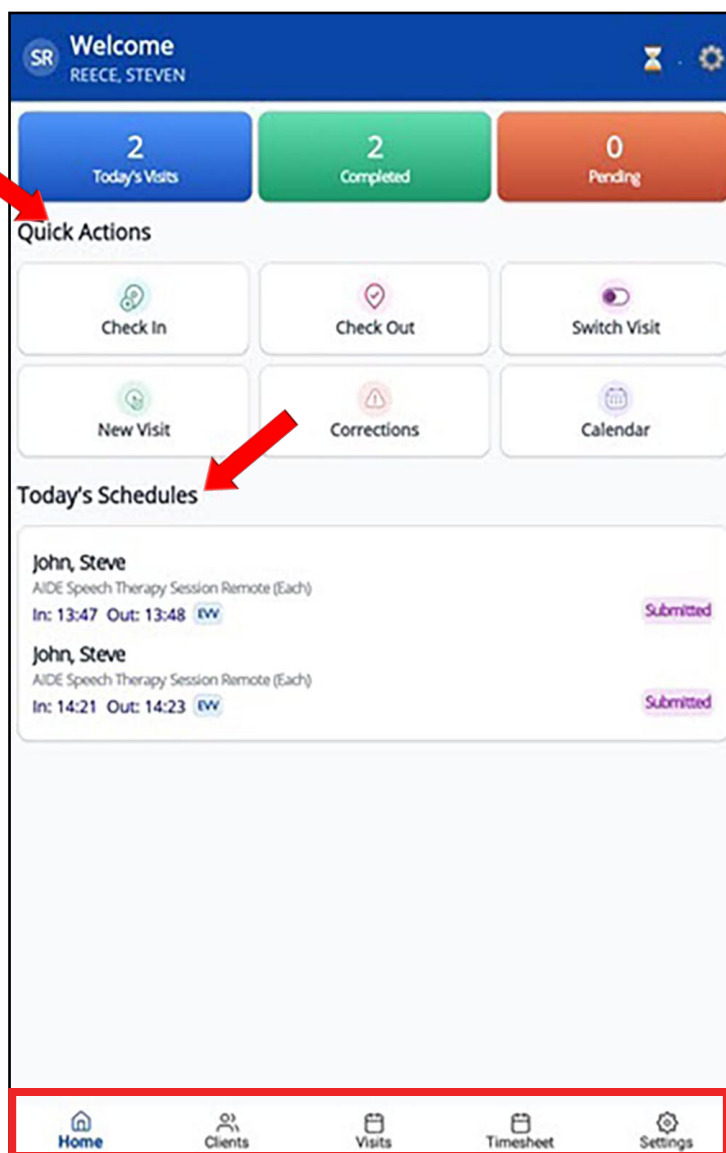 SR
Welcome
REECE, STEVEN
2
Today's Visits
2
Completed
0
Pending
Quick Actions
Check In
Check Out
Switch Visit
New Visit
Corrections
Calendar
Today's Schedules
John, Steve
AIDE Speech Therapy Session Remote (Each)
In: 13:47 Out: 13:48 EVV
Submitted
John, Steve
AIDE Speech Therapy Session Remote (Each)
In: 14:21 Out: 14:23 EVV
Submitted
Home
Clients
Visits
Timesheet
Settings